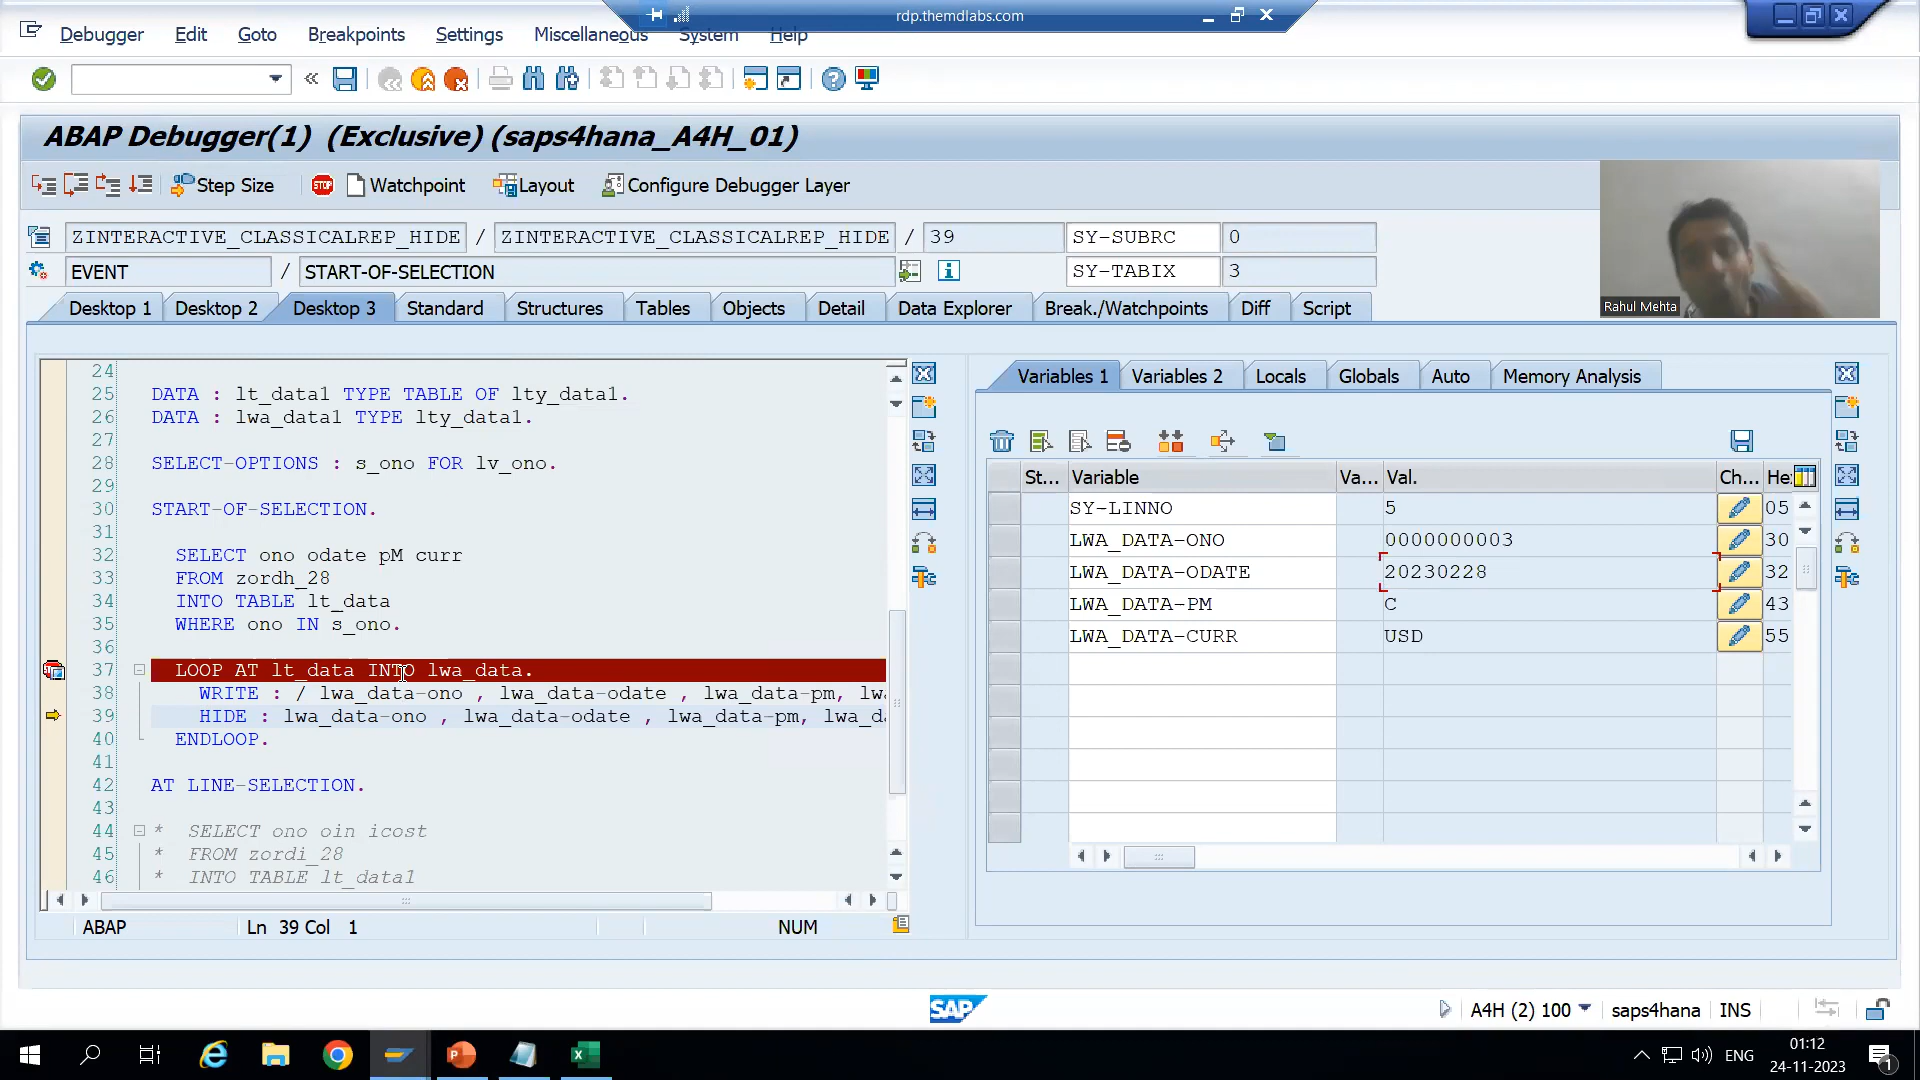 rdp.themdlabs.com
Debugger Edit Goto Breakpoints Settings Miscellaneous System Help
ABAP Debugger(1) (Exclusive) (saps4hana_A4H_01)
Step Size STOP Watchpoint Layout Configure Debugger Layer
ZINTERACTIVE_CLASSICALREP_HIDE / ZINTERACTIVE_CLASSICALREP_HIDE / 39 SY-SUBRC 0
EVENT / START-OF-SELECTION SY-TABIX 3
Rahul Mehta
Desktop 1 Desktop 2 Desktop 3 Standard Structures Tables Objects Detail Data Explorer Break./Watchpoints Diff Script
24
25 DATA : lt_data1 TYPE TABLE OF lty_data1.
26 DATA : lwa_data1 TYPE lty_data1.
27
28 SELECT-OPTIONS : s_ono FOR lv_ono.
29
30 START-OF-SELECTION.
31
32 SELECT ono odate pM curr
33 FROM zordh_28
34 INTO TABLE lt_data
35 WHERE ono IN s_ono.
36
37 LOOP AT lt_data INTO lwa_data.
38 WRITE : / lwa_data-ono , lwa_data-odate , lwa_data-pm, lw
39 HIDE : lwa_data-ono , lwa_data-odate , lwa_data-pm, lwa_d
40 ENDLOOP.
41
42 AT LINE-SELECTION.
43
44 * SELECT ono oin icost
45 * FROM zordi_28
46 * INTO TABLE lt_data1
ABAP Ln 39 Col 1 NUM
Variables 1 Variables 2 Locals Globals Auto Memory Analysis
St... Variable Va... Val. Ch... Hex
SY-LINNO 5 05
LWA_DATA-ONO 0000000003 30
LWA_DATA-ODATE 20230228 32
LWA_DATA-PM C 43
LWA_DATA-CURR USD 55
SAP
A4H (2) 100 saps4hana INS
ENG
01:12
24-11-2023
1